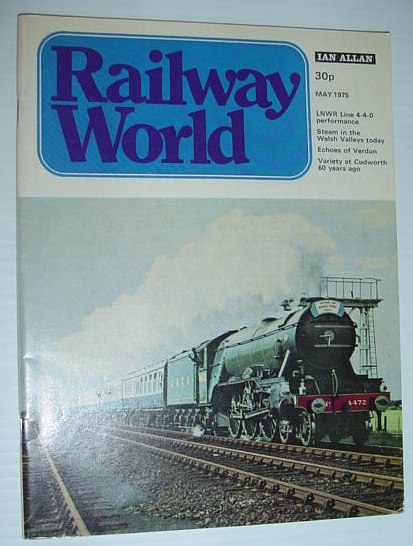 Railway
World
IAN ALLAN
30p
MAY 1975
LNWR Line 4-4-0
performance
Steam in the
Welsh Valleys today
Echoes of Verdun
Variety at Cudworth
60 years ago
4472